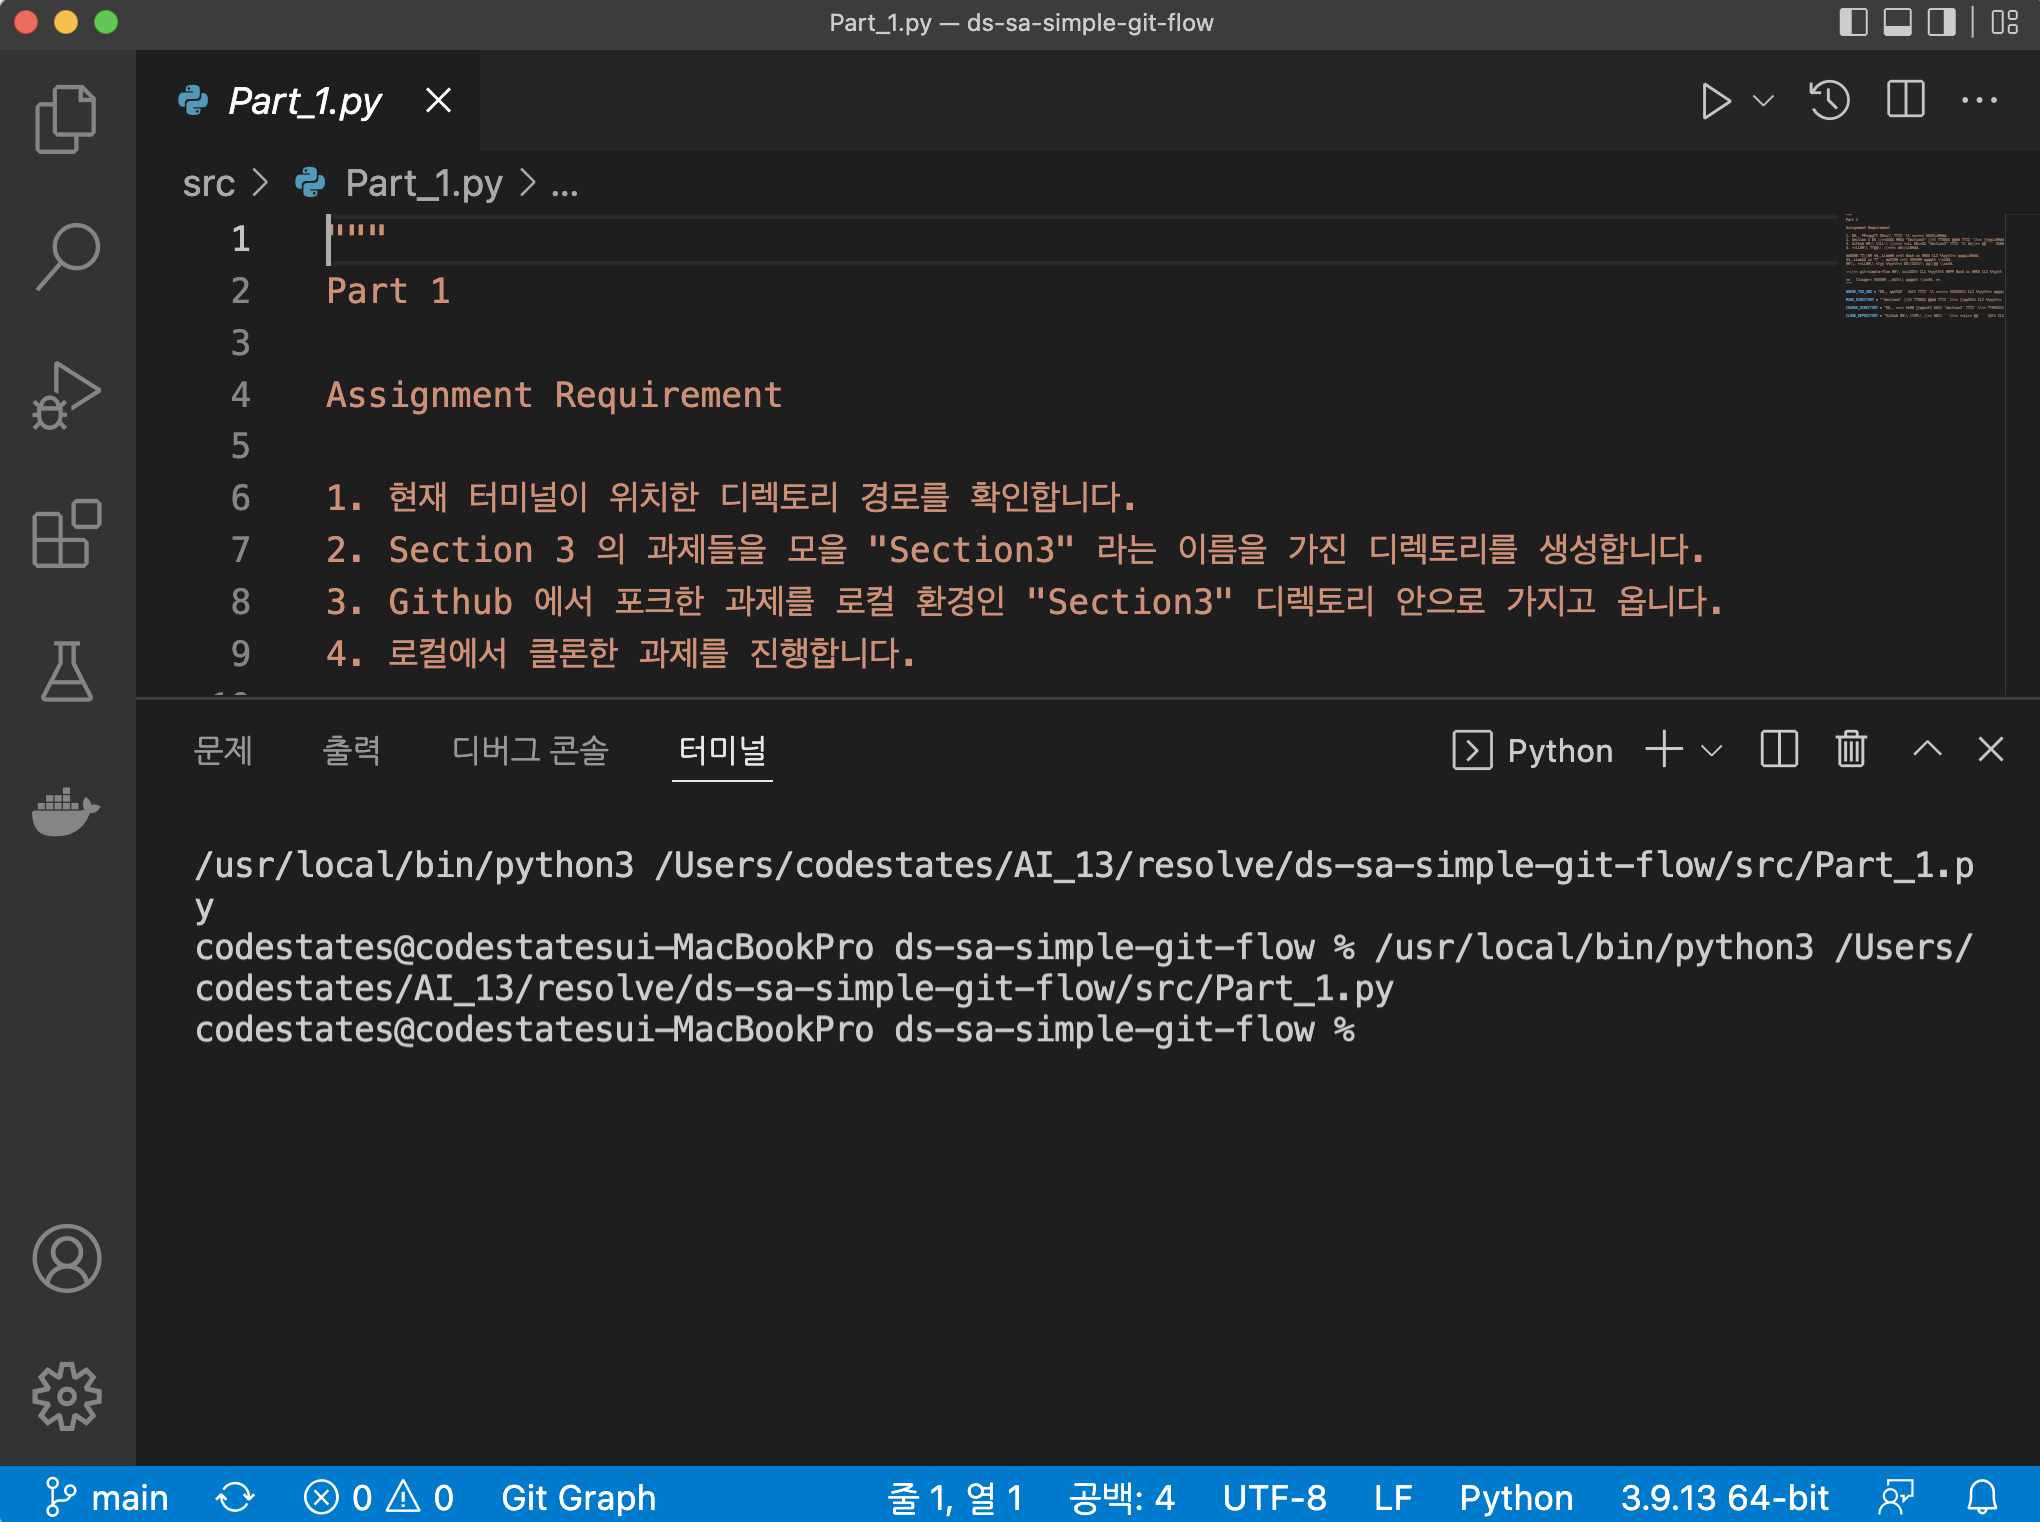 Part_1.py — ds-sa-simple-git-flow
Part_1.py
src > Part_1.py > ...
1 """
2 Part 1
3
4 Assignment Requirement
5
6 1. 현재 터미널이 위치한 디렉토리 경로를 확인합니다.
7 2. Section 3 의 과제들을 모을 "Section3" 라는 이름을 가진 디렉토리를 생성합니다.
8 3. Github 에서 포크한 과제를 로컬 환경인 "Section3" 디렉토리 안으로 가지고 옵니다.
9 4. 로컬에서 클론한 과제를 진행합니다.
문제 출력 디버그 콘솔 터미널 Python
/usr/local/bin/python3 /Users/codestates/AI_13/resolve/ds-sa-simple-git-flow/src/Part_1.p
y
codestates@codestatesui-MacBookPro ds-sa-simple-git-flow % /usr/local/bin/python3 /Users/
codestates/AI_13/resolve/ds-sa-simple-git-flow/src/Part_1.py
codestates@codestatesui-MacBookPro ds-sa-simple-git-flow %
main 0 0 Git Graph 줄 1, 열 1 공백: 4 UTF-8 LF Python 3.9.13 64-bit